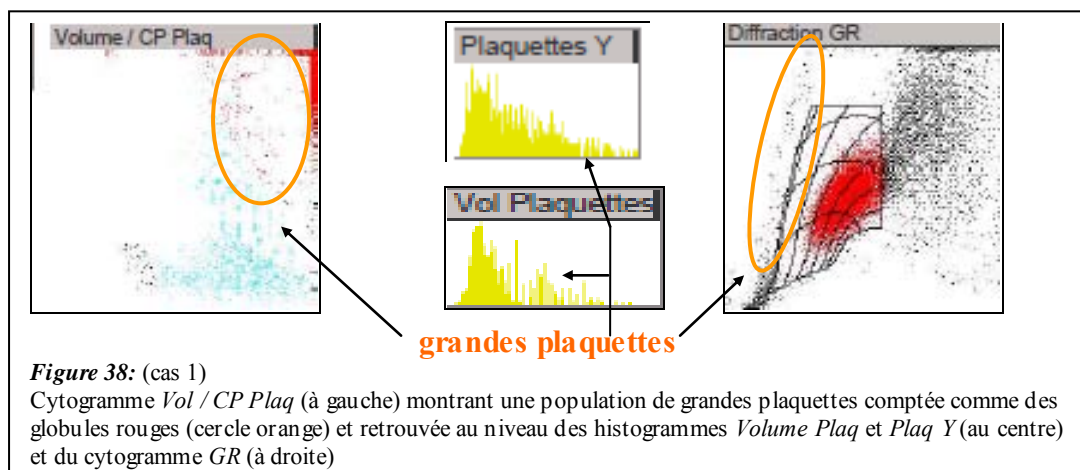 Volume / CP Plaq
Plaquettes Y
Diffraction GR
Vol Plaquettes
grandes plaquettes
Figure 38: (cas 1)
Cytogramme Vol / CP Plaq (à gauche) montrant une population de grandes plaquettes comptée comme des
globules rouges (cercle orange) et retrouvée au niveau des histogrammes Volume Plaq et Plaq Y (au centre)
et du cytogramme GR (à droite)